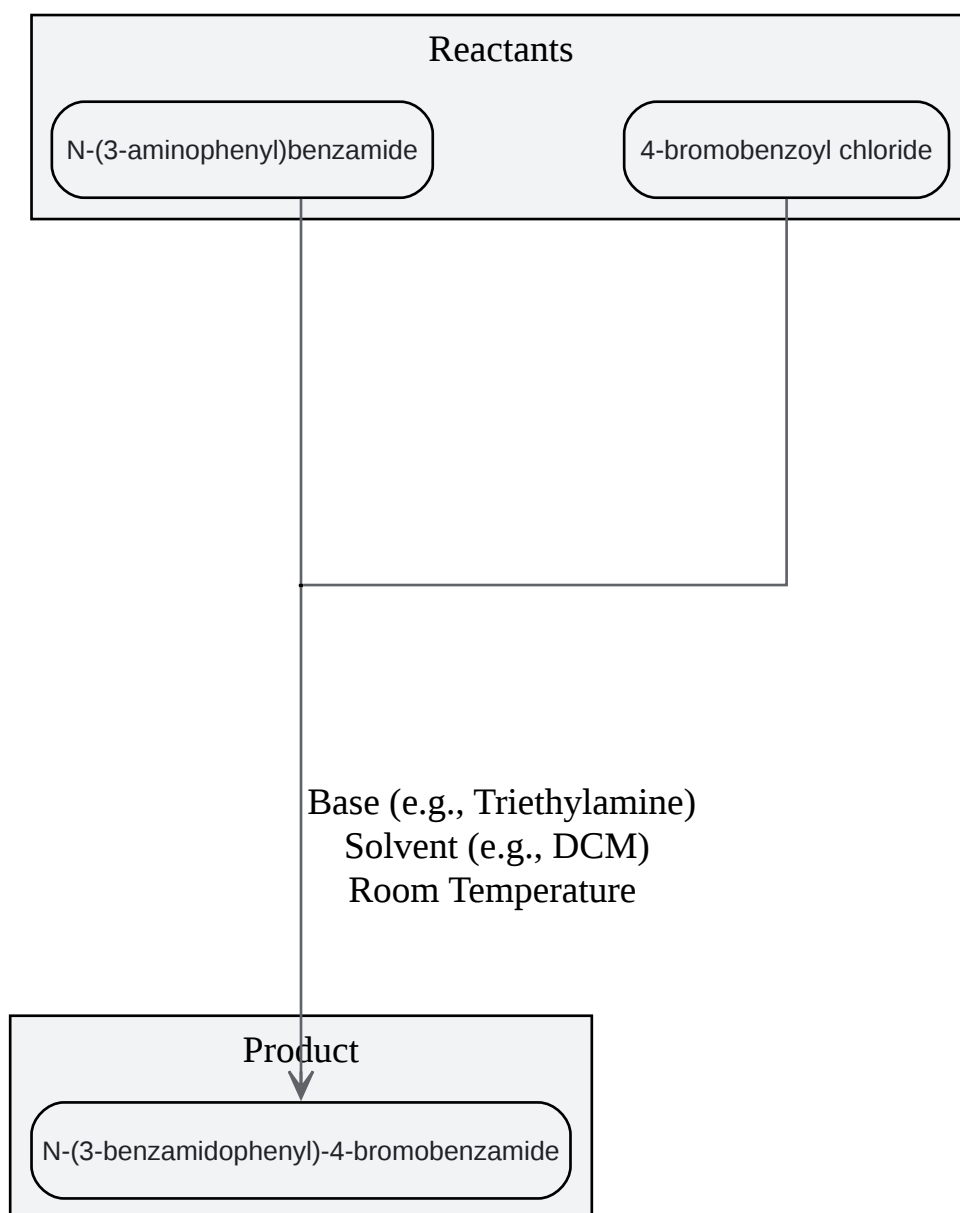 Reactants
N-(3-aminophenyl)benzamide
4-bromobenzoyl chloride
Base (e.g., Triethylamine)
Solvent (e.g., DCM)
Room Temperature
Product
N-(3-benzamidophenyl)-4-bromobenzamide